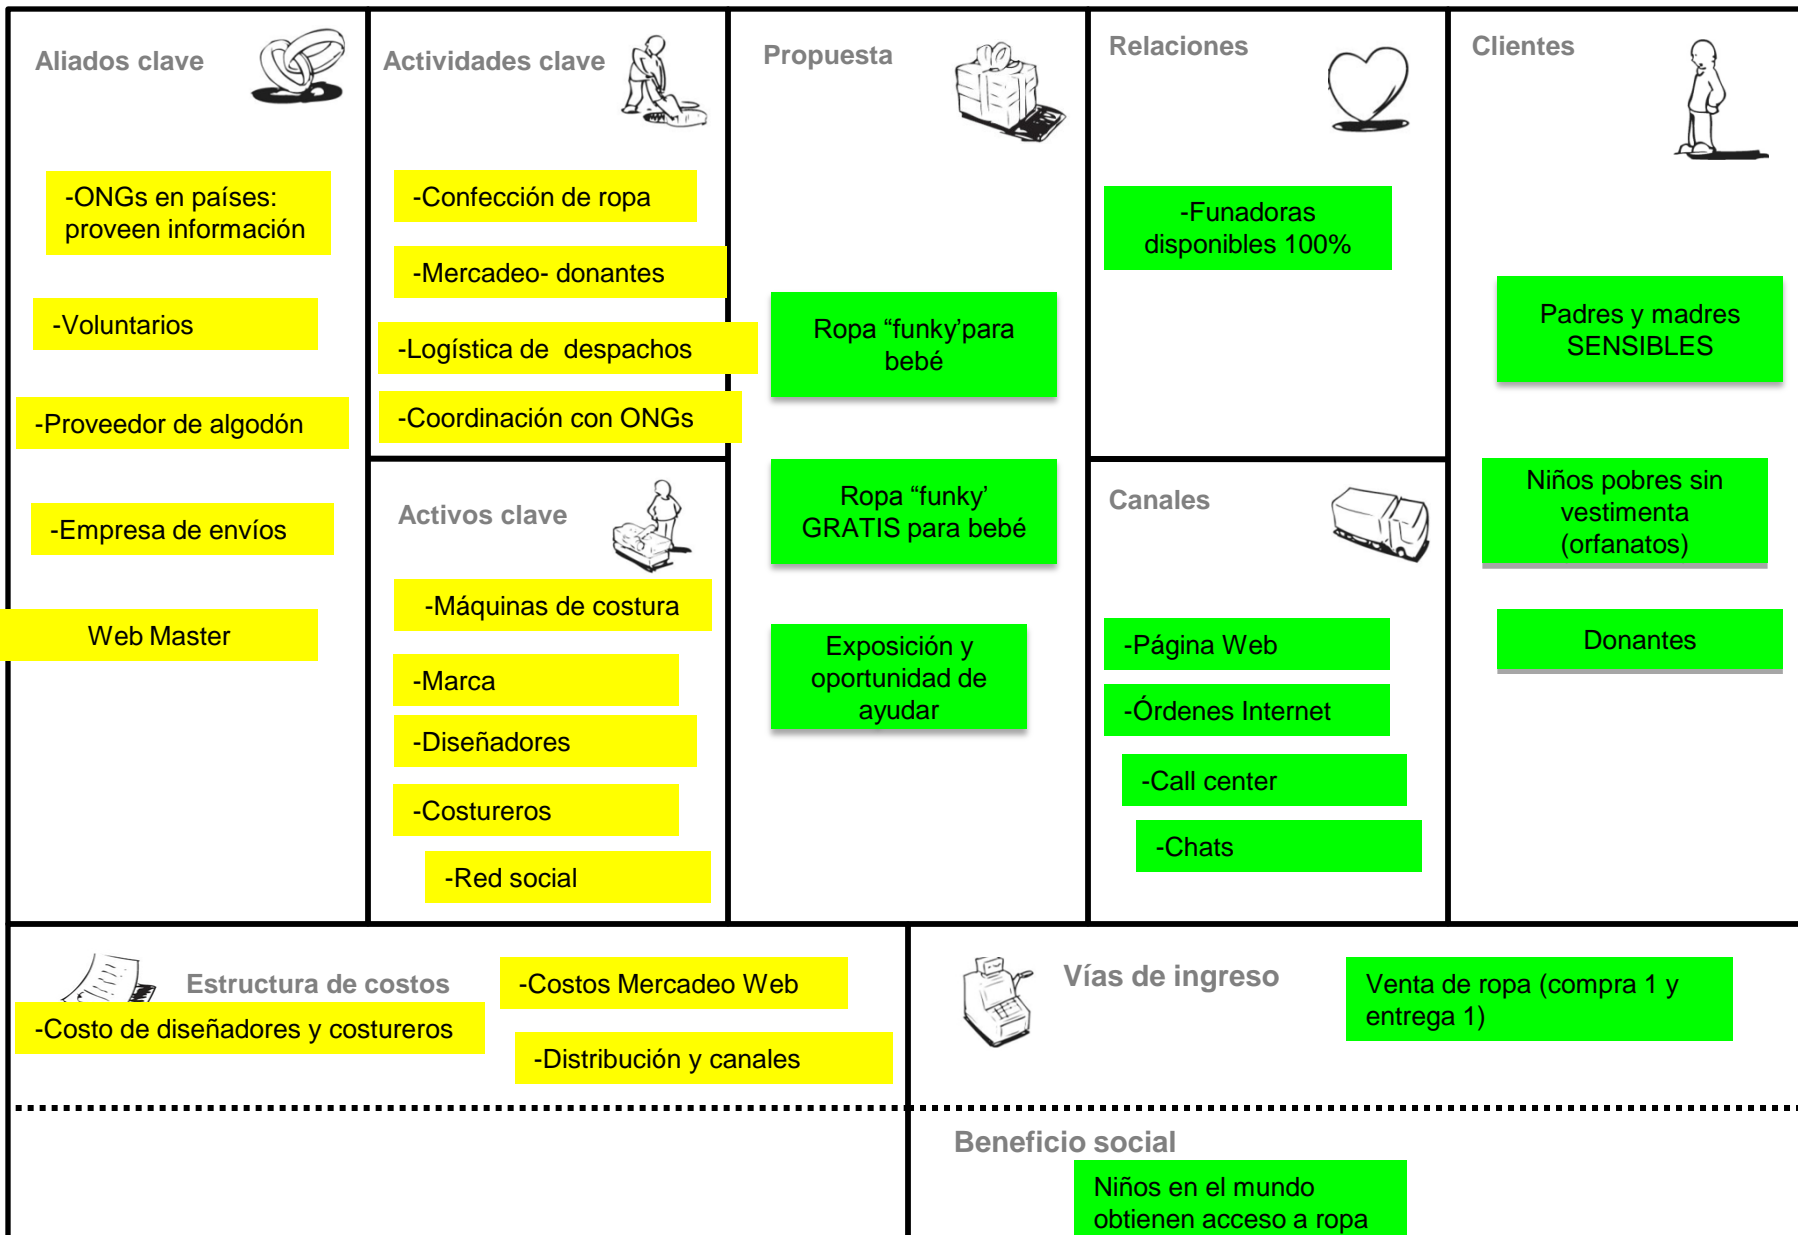 Aliados clave
-ONGs en países:
proveen información
-Voluntarios
-Proveedor de algodón
-Empresa de envíos
Web Master
Actividades clave
-Confección de ropa
-Mercadeo- donantes
-Logística de  despachos
-Coordinación con ONGs
Activos clave
-Máquinas de costura
-Marca
-Diseñadores
-Costureros
-Red social
Propuesta
Ropa “funky’para
bebé
Ropa “funky’
GRATIS para bebé
Exposición y
oportunidad de
ayudar
Relaciones
-Funadoras
disponibles 100%
Canales
-Página Web
-Órdenes Internet
-Call center
-Chats
Clientes
Padres y madres
SENSIBLES
Niños pobres sin
vestimenta
(orfanatos)
Donantes
Estructura de costos
-Costo de diseñadores y costureros
-Costos Mercadeo Web
-Distribución y canales
Vías de ingreso
Venta de ropa (compra 1 y
entrega 1)
Beneficio social
Niños en el mundo
obtienen acceso a ropa